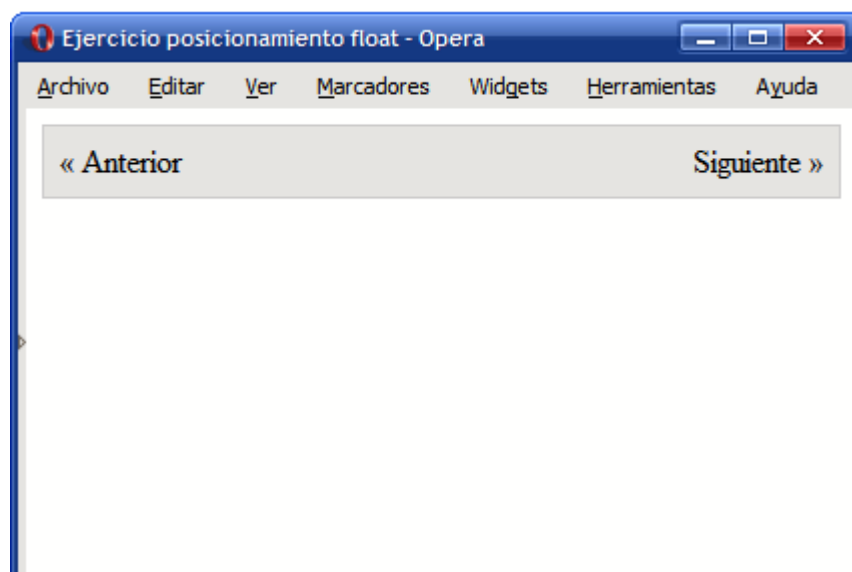 Ejercicio posicionamiento float - Opera
Archivo Editar Ver Marcadores Widgets Herramientas Ayuda
« Anterior Siguiente »